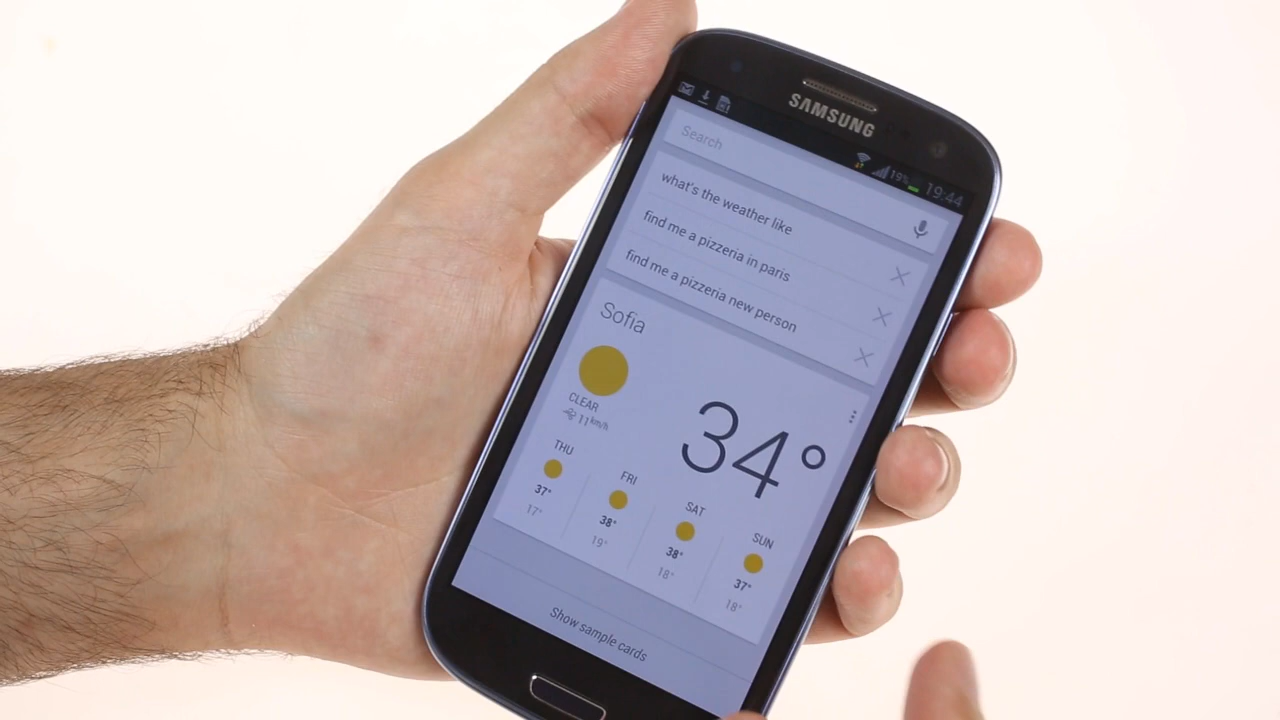 SAMSUNG
19% 19:44
Search
what's the weather like
find me a pizzeria in paris
find me a pizzeria new person
Sofia
34°
CLEAR
11 km/h
THU FRI SAT SUN
37° 38° 38° 37°
17° 19° 18° 18°
Show sample cards